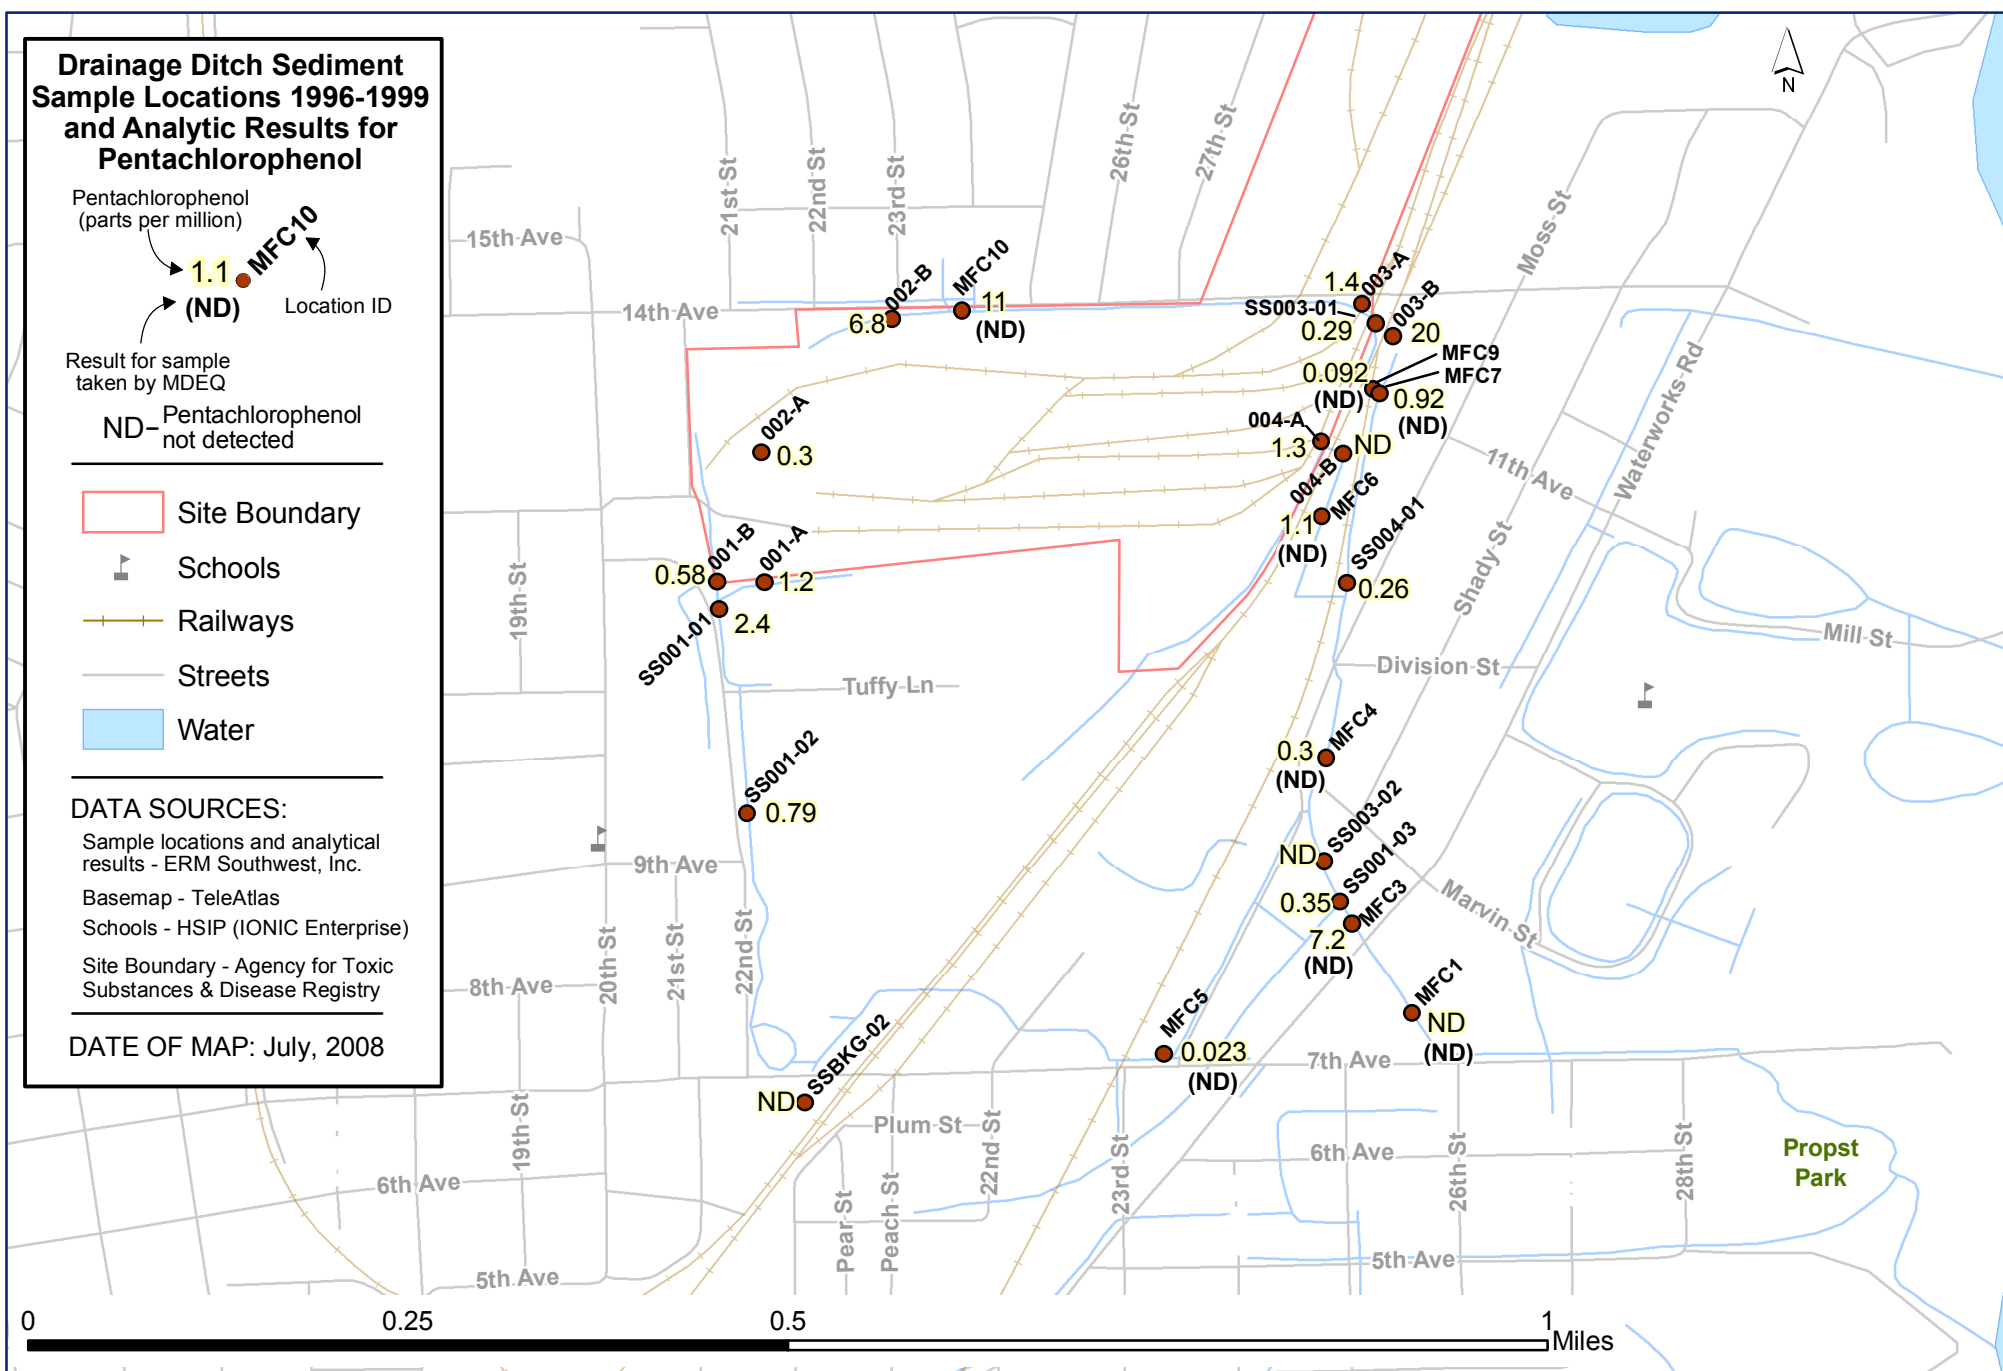 Drainage Ditch Sediment
Sample Locations 1996-1999
and Analytic Results for
Pentachlorophenol
Pentachlorophenol
(parts per million)
1.1
MFC10
(ND)
Location ID
Result for sample
taken by MDEQ
ND- Pentachlorophenol
not detected
Site Boundary
Schools
Railways
Streets
Water
DATA SOURCES:
Sample locations and analytical
results - ERM Southwest, Inc.
Basemap - TeleAtlas
Schools - HSIP (IONIC Enterprise)
Site Boundary - Agency for Toxic
Substances & Disease Registry
DATE OF MAP: July, 2008
N
21st St
22nd St
23rd St
26th St
27th St
Moss St
15th Ave
14th Ave
002-B
6.8
MFC10
11
(ND)
1.4
003-A
SS003-01
0.29
003-B
20
MFC9
0.092
(ND)
MFC7
0.92
(ND)
002-A
0.3
004-A
1.3
ND
004-B
MFC6
1.1
(ND)
SS004-01
0.26
11th Ave
Waterworks Rd
Shady St
001-B
0.58
001-A
1.2
SS001-01
2.4
19th St
Mill St
Division St
Tuffy Ln
MFC4
0.3
(ND)
SS001-02
0.79
SS003-02
ND
SS001-03
0.35
MFC3
7.2
(ND)
Marvin St
9th Ave
8th Ave
20th St
21st St
22nd St
MFC1
ND
(ND)
MFC5
0.023
(ND)
7th Ave
SSBKG-02
ND
Plum St
19th St
22nd St
23rd St
6th Ave
26th St
28th St
Propst
Park
6th Ave
Pear St
Peach St
5th Ave
5th Ave
0
0.25
0.5
1
Miles